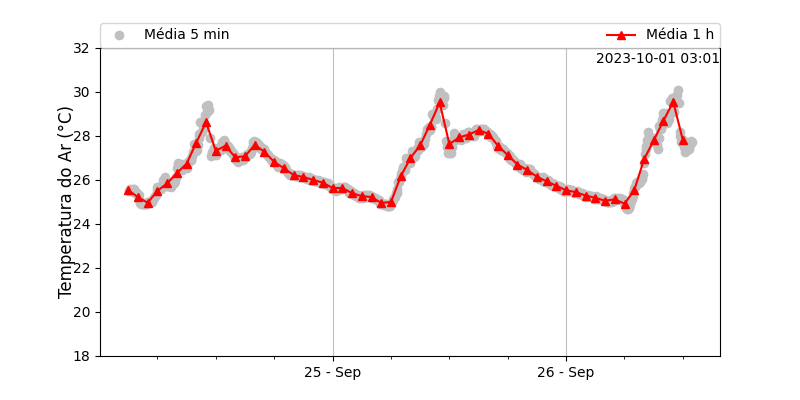 Média 5 min
Média 1 h
2023-10-01 03:01
Temperatura do Ar (°C)
32
30
28
26
24
22
20
18
25 - Sep
26 - Sep